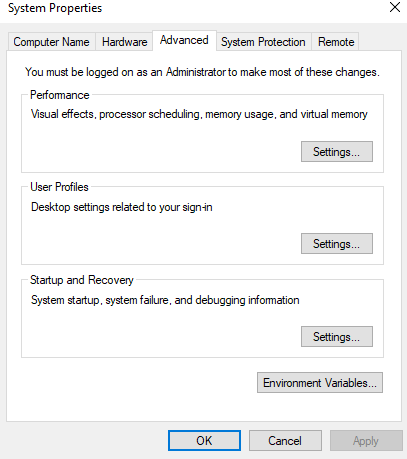 System Properties
Computer Name Hardware Advanced System Protection Remote
You must be logged on as an Administrator to make most of these changes.
Performance
Visual effects, processor scheduling, memory usage, and virtual memory
Settings...
User Profiles
Desktop settings related to your sign-in
Settings...
Startup and Recovery
System startup, system failure, and debugging information
Settings...
Environment Variables...
OK Cancel Apply